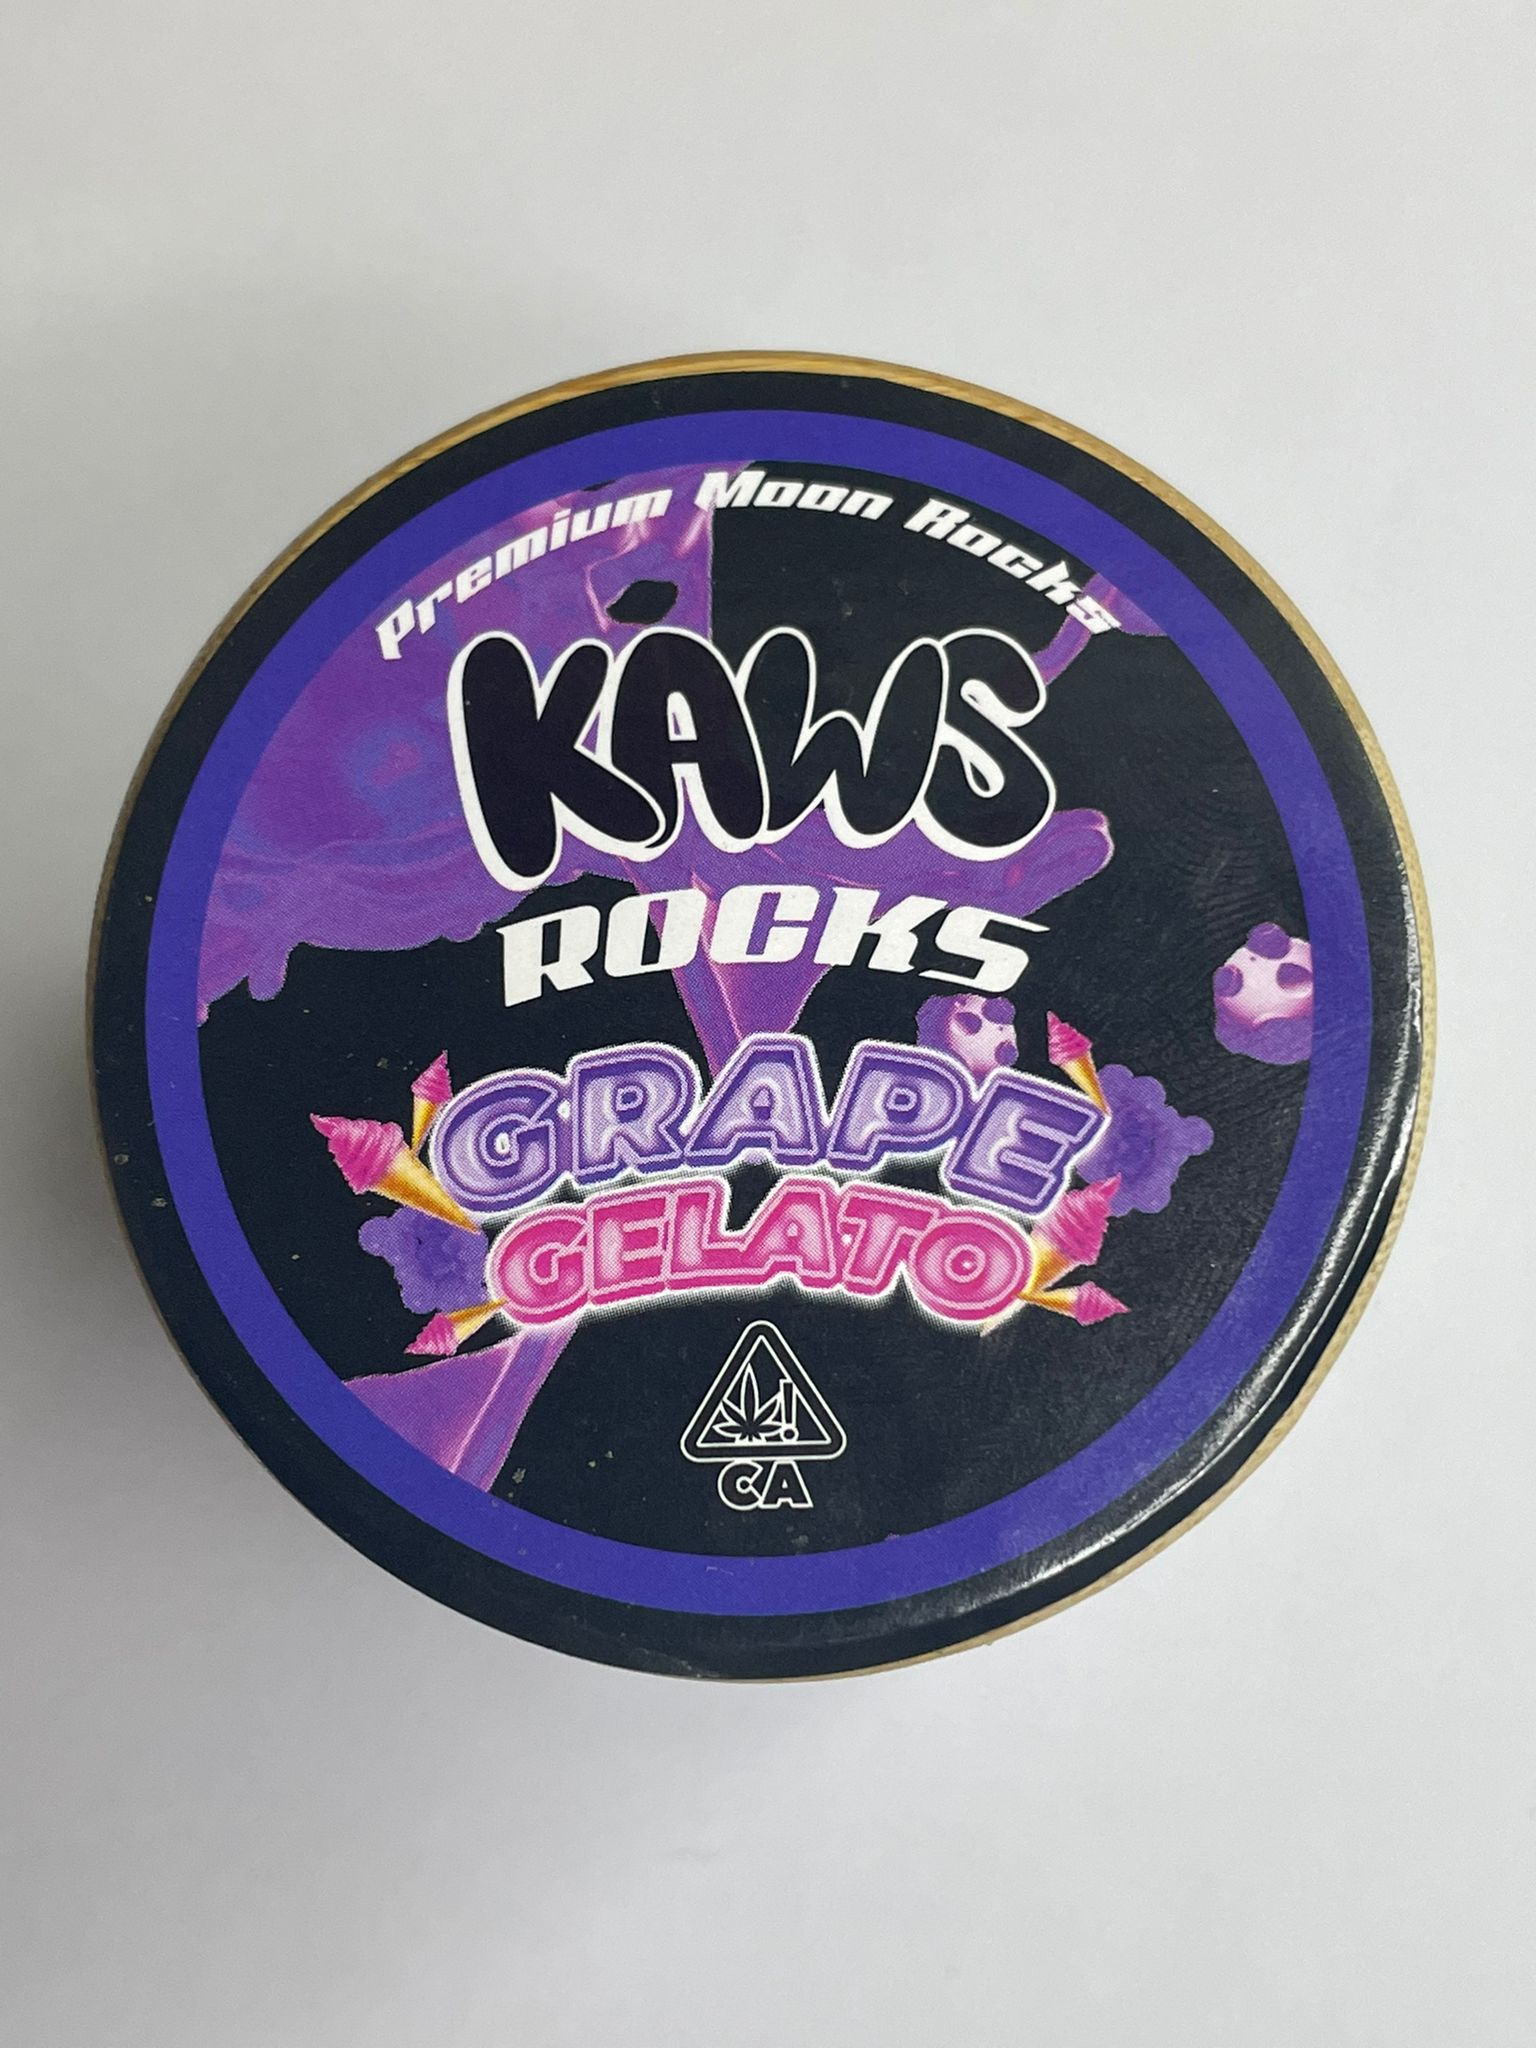 Premium Moon Rocks
KAWS
ROCKS
GRAPE
GELATO
!
CA